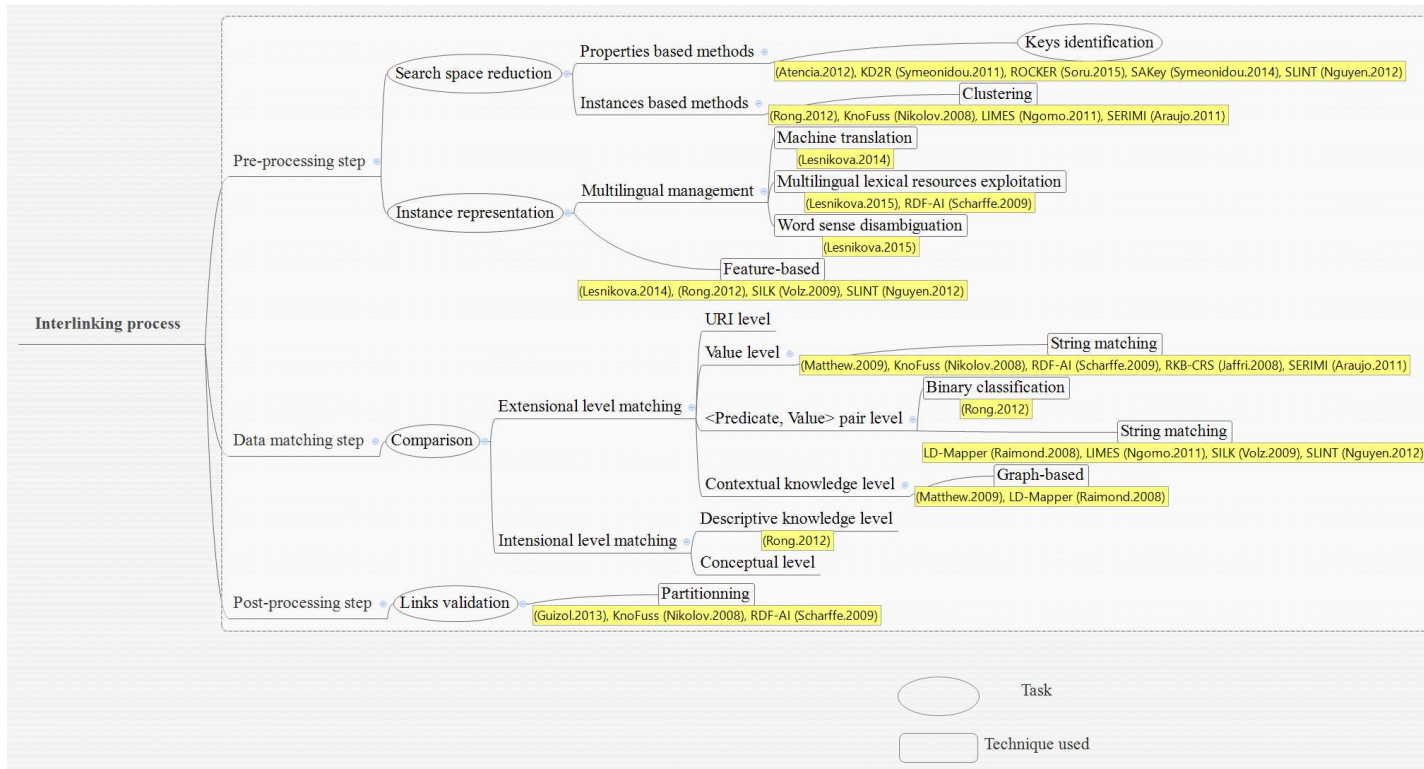 Interlinking process
Pre-processing step
Search space reduction
Properties based methods
Keys identification
(Atencia.2012), KD2R (Symeonidou.2011), ROCKER (Soru.2015), SAKey (Symeonidou.2014), SLINT (Nguyen.2012)
Instances based methods
Clustering
(Rong.2012), KnoFuss (Nikolov.2008), LIMES (Ngomo.2011), SERIMI (Araujo.2011)
Instance representation
Multilingual management
Machine translation
(Lesnikova.2014)
Multilingual lexical resources exploitation
(Lesnikova.2015), RDF-AI (Scharffe.2009)
Word sense disambiguation
(Lesnikova.2015)
Feature-based
(Lesnikova.2014), (Rong.2012), SILK (Volz.2009), SLINT (Nguyen.2012)
Data matching step
Comparison
Extensional level matching
URI level
Value level
String matching
(Matthew.2009), KnoFuss (Nikolov.2008), RDF-AI (Scharffe.2009), RKB-CRS (Jaffri.2008), SERIMI (Araujo.2011)
<Predicate, Value> pair level
Binary classification
(Rong.2012)
String matching
LD-Mapper (Raimond.2008), LIMES (Ngomo.2011), SILK (Volz.2009), SLINT (Nguyen.2012)
Contextual knowledge level
Graph-based
(Matthew.2009), LD-Mapper (Raimond.2008)
Intensional level matching
Descriptive knowledge level
(Rong.2012)
Conceptual level
Post-processing step
Links validation
Partitionning
(Guizol.2013), KnoFuss (Nikolov.2008), RDF-AI (Scharffe.2009)
Task
Technique used